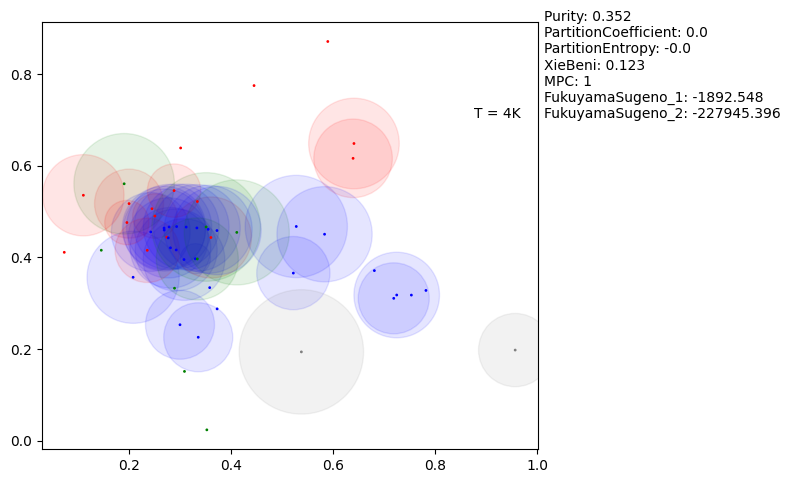 Purity: 0.352
PartitionCoefficient: 0.0
PartitionEntropy: -0.0
XieBeni: 0.123
MPC: 1
FukuyamaSugeno_1: -1892.548
FukuyamaSugeno_2: -227945.396
T = 4K
0.8
0.6
0.4
0.2
0.0
0.2
0.4
0.6
0.8
1.0